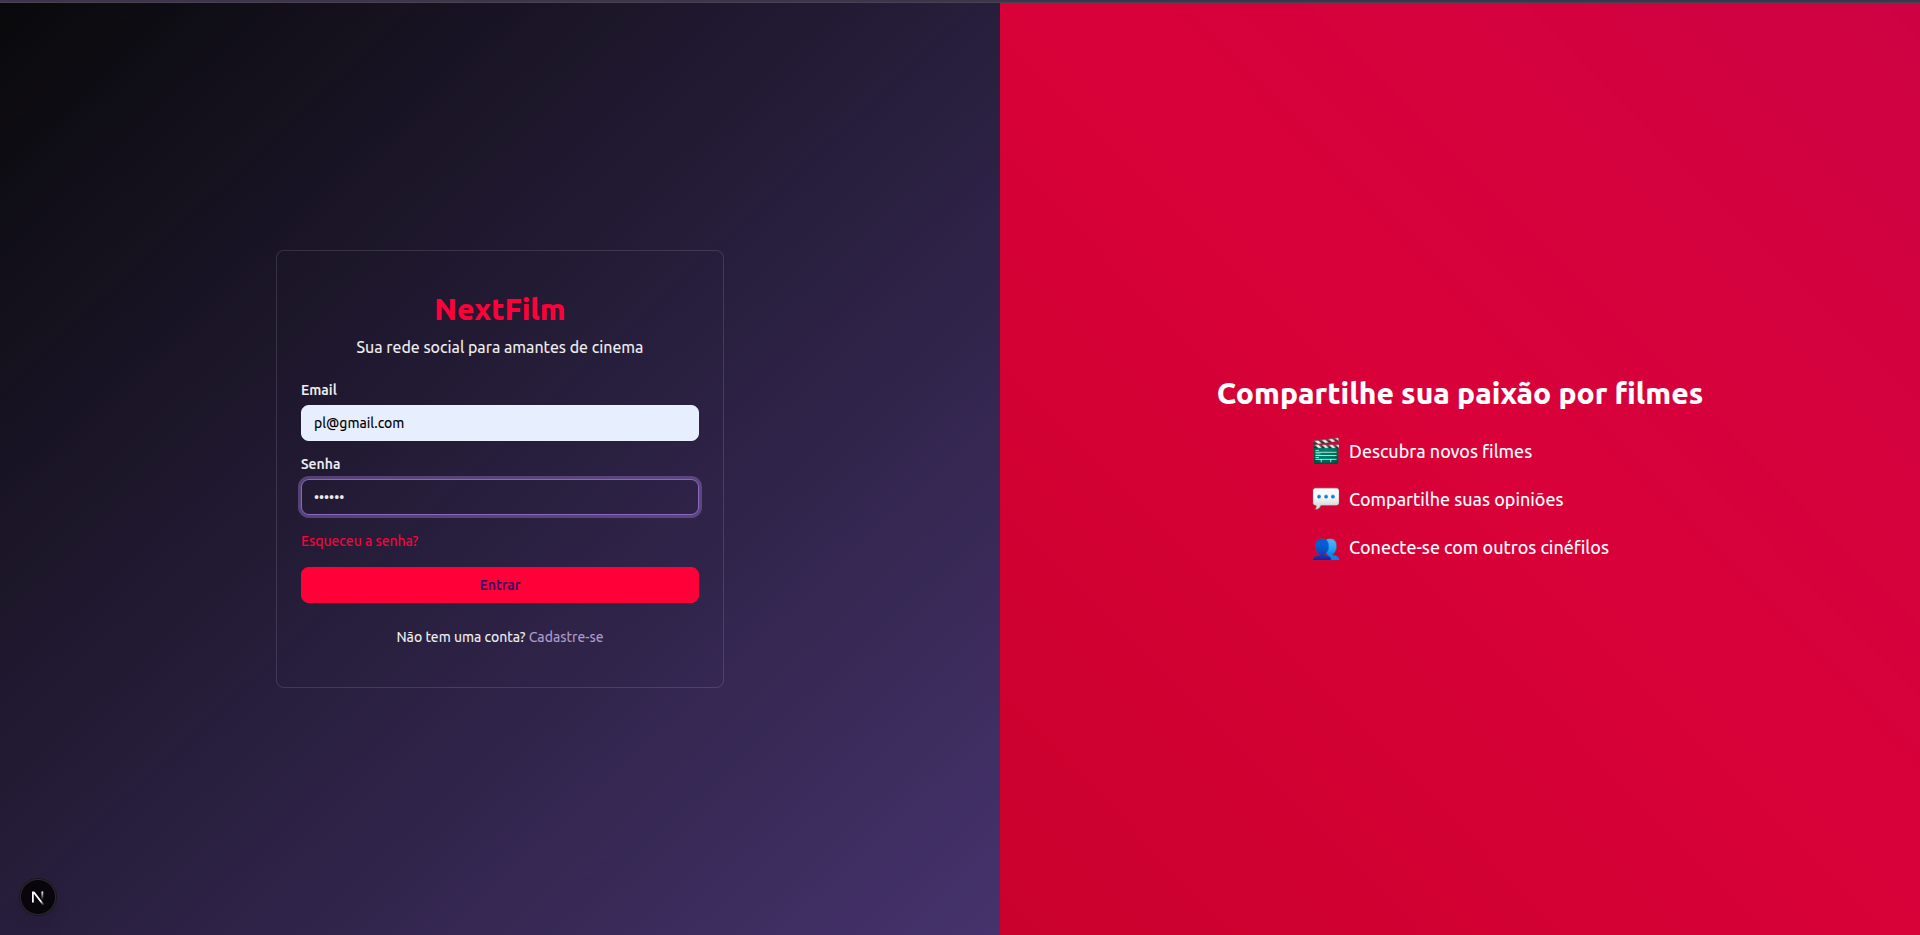 NextFilm
Sua rede social para amantes de cinema
Email
pl@gmail.com
Senha
••••••
Esqueceu a senha?
Entrar
Não tem uma conta? Cadastre-se
Compartilhe sua paixão por filmes
Descubra novos filmes
Compartilhe suas opiniões
Conecte-se com outros cinéfilos
N